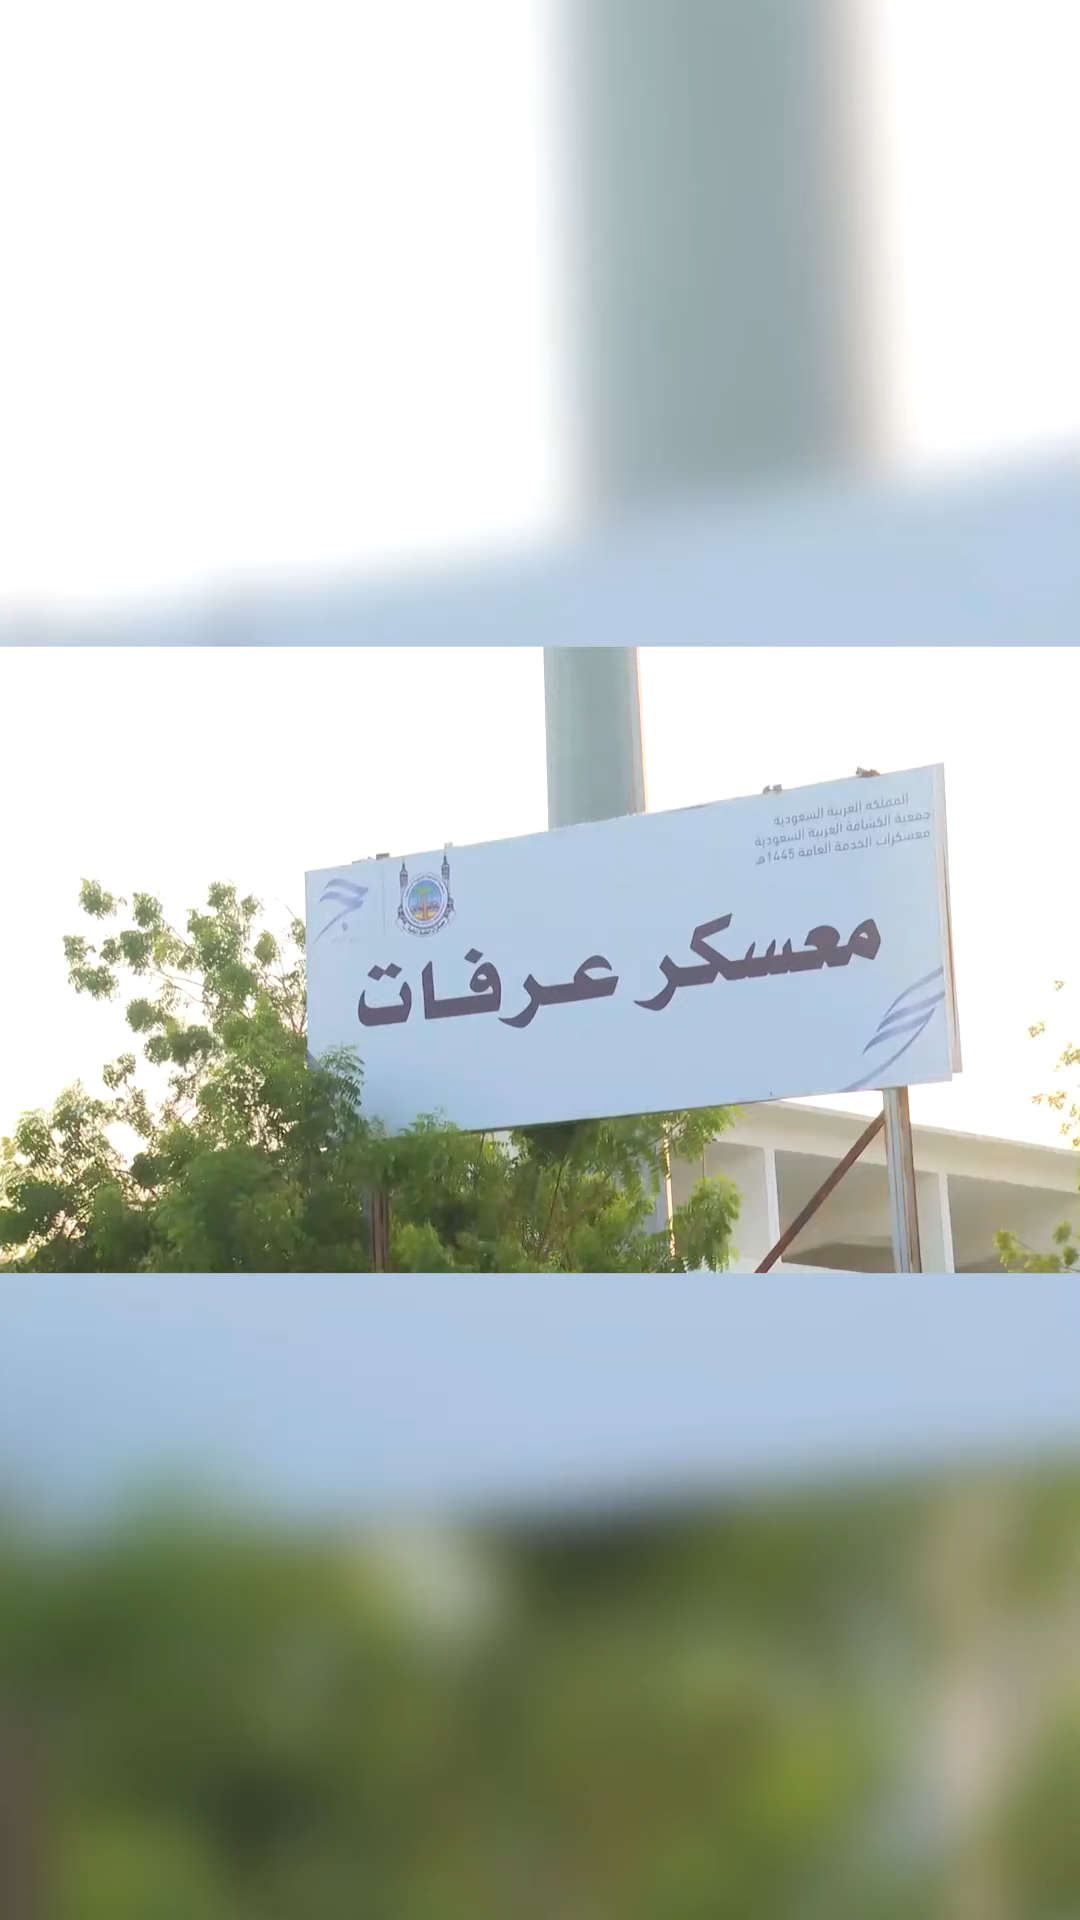 المملكة العربية السعودية
جمعية الكشافة العربية السعودية
معسكرات الخدمة العامة 1445هـ
معسكر عرفات